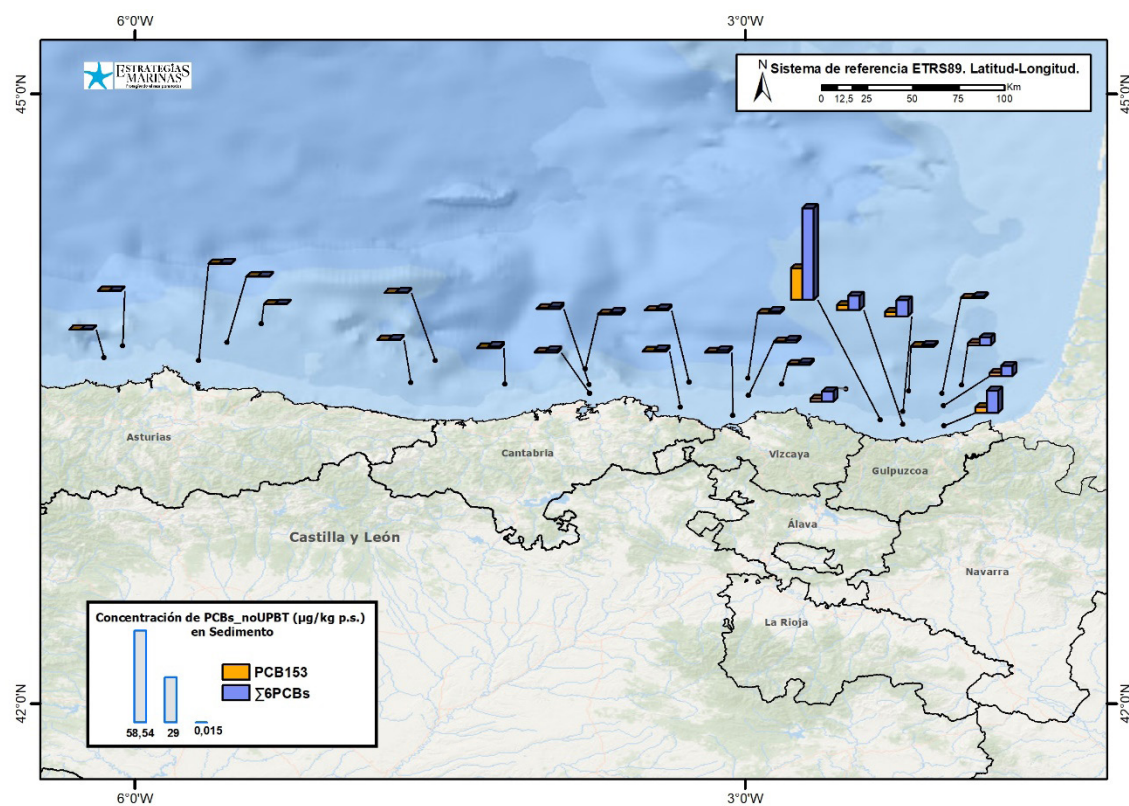 6°0'W
3°0'W
ESTRATEGÍAS
MARINAS
N
Sistema de referencia ETRS89. Latitud-Longitud.
Km
0 12,5 25 50 75 100
45°0'N
45°0'N
Asturias
Cantabria
Vizcaya
Guipuzcoa
Castilla y León
Álava
Navarra
La Rioja
Concentración de PCBs_noUPBT (µg/kg p.s.)
en Sedimento
PCB153
∑6PCBs
58,54 29 0,015
42°0'N
42°0'N
6°0'W
3°0'W